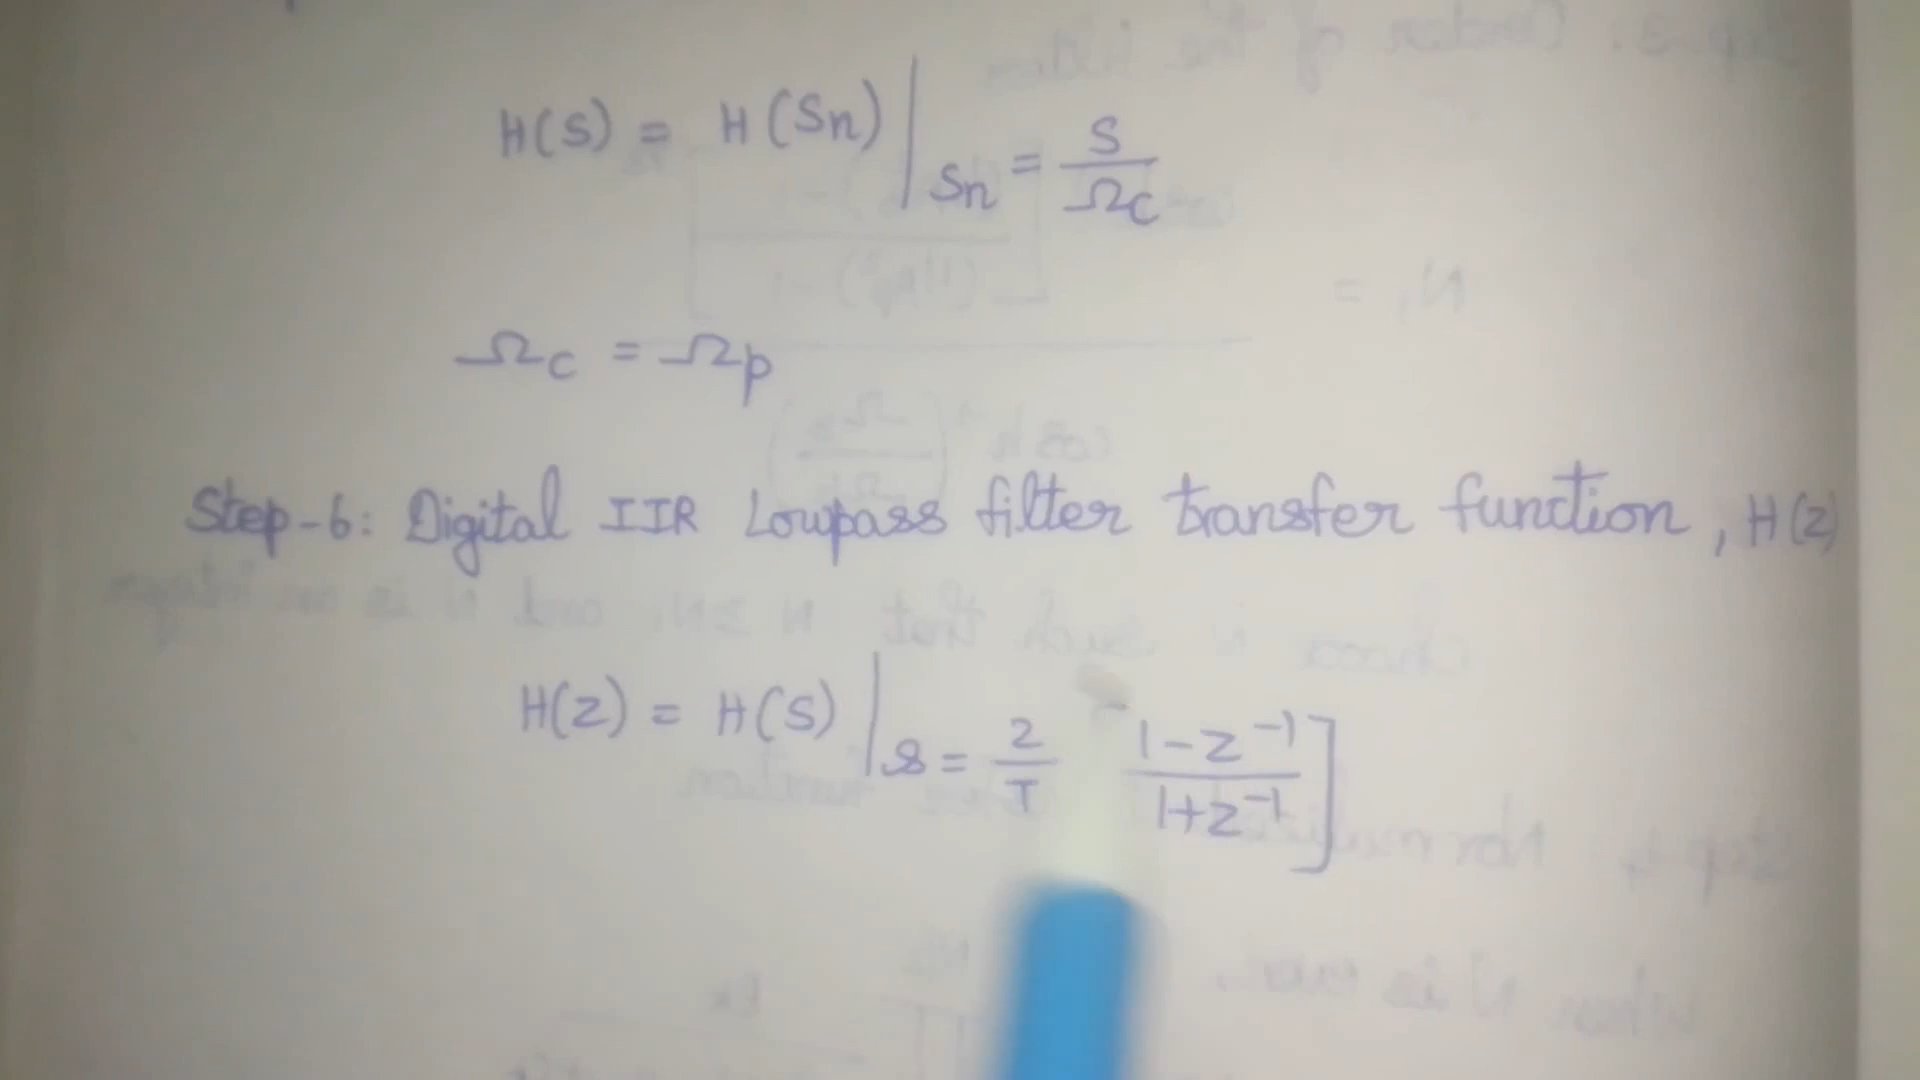 H(S) = H(Sn) | Sn = S/Ωc
Ωc = Ωp
Step-6: Digital IIR Lowpass filter transfer function, H(z)
H(z) = H(S) | s = 2/T 1-z⁻¹/1+z⁻¹]